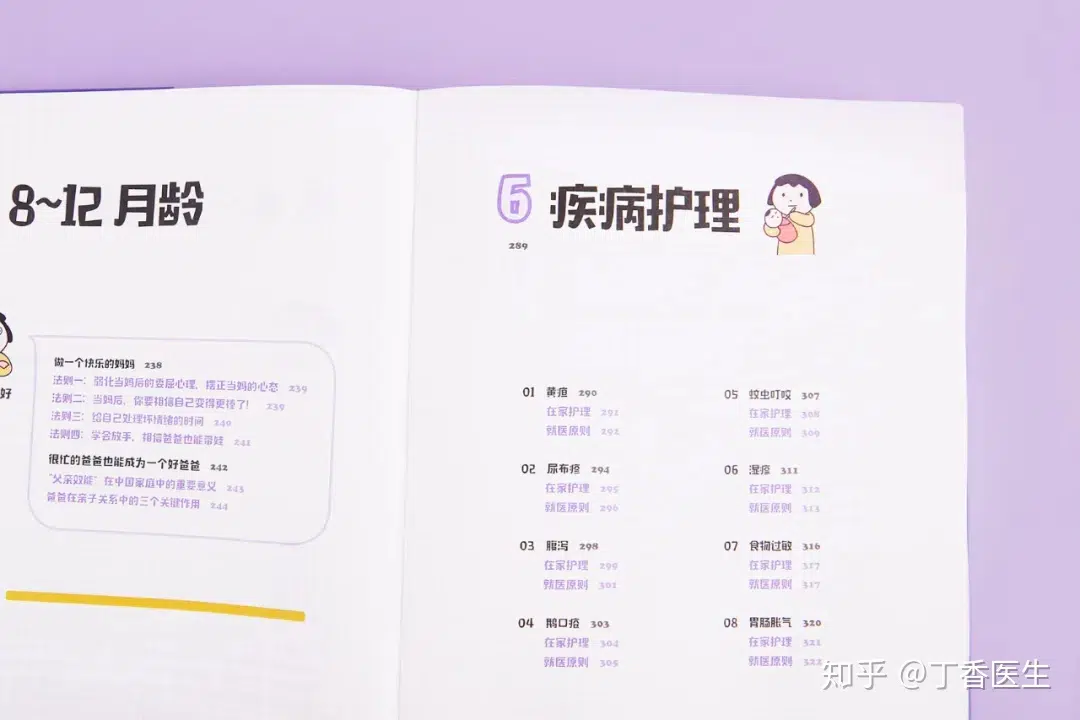 8~12 月龄
好
做一个快乐的妈妈 238
法则一：弱化当妈后的委屈心理，摆正当妈的心态 239
法则二：当妈后，你要相信自己变得更棒了！ 239
法则三：给自己处理坏情绪的时间 240
法则四：学会放手，相信爸爸也能带娃 241
很忙的爸爸也能成为一个好爸爸 242
“父亲效能”在中国家庭中的重要意义 243
爸爸在亲子关系中的三个关键作用 244
6 疾病护理
289
01 黄疸 290
在家护理 291
就医原则 292
02 尿布疹 294
在家护理 295
就医原则 296
03 腹泻 298
在家护理 299
就医原则 301
04 鹅口疮 303
在家护理 304
就医原则 305
05 蚊虫叮咬 307
在家护理 308
就医原则 309
06 湿疹 311
在家护理 312
就医原则 313
07 食物过敏 316
在家护理 317
就医原则 317
08 胃肠胀气 320
在家护理 321
就医原则 322
知乎 @丁香医生